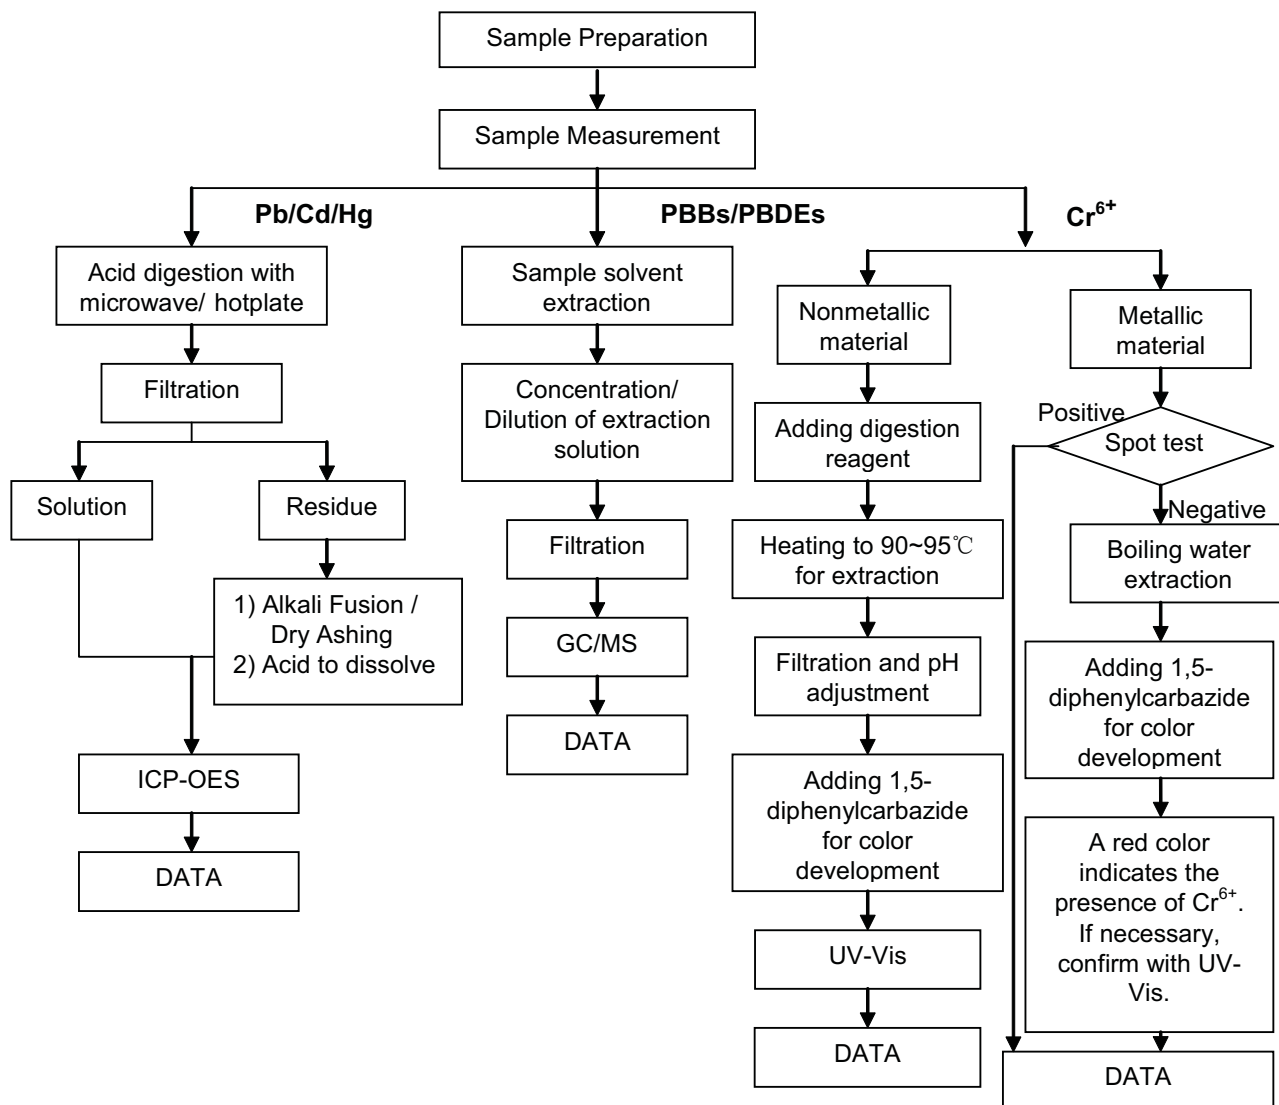 Sample Preparation
Sample Measurement
Pb/Cd/Hg
PBBs/PBDEs
Cr⁶⁺
Acid digestion with
microwave/ hotplate
Filtration
Solution
Residue
1) Alkali Fusion /
Dry Ashing
2) Acid to dissolve
ICP-OES
DATA
Sample solvent
extraction
Concentration/
Dilution of extraction
solution
Filtration
GC/MS
DATA
Nonmetallic
material
Adding digestion
reagent
Heating to 90~95℃
for extraction
Filtration and pH
adjustment
Adding 1,5-
diphenylcarbazide
for color
development
UV-Vis
DATA
Metallic
material
Positive
Spot test
Negative
Boiling water
extraction
Adding 1,5-
diphenylcarbazide
for color
development
A red color
indicates the
presence of Cr⁶⁺.
If necessary,
confirm with UV-
Vis.
DATA